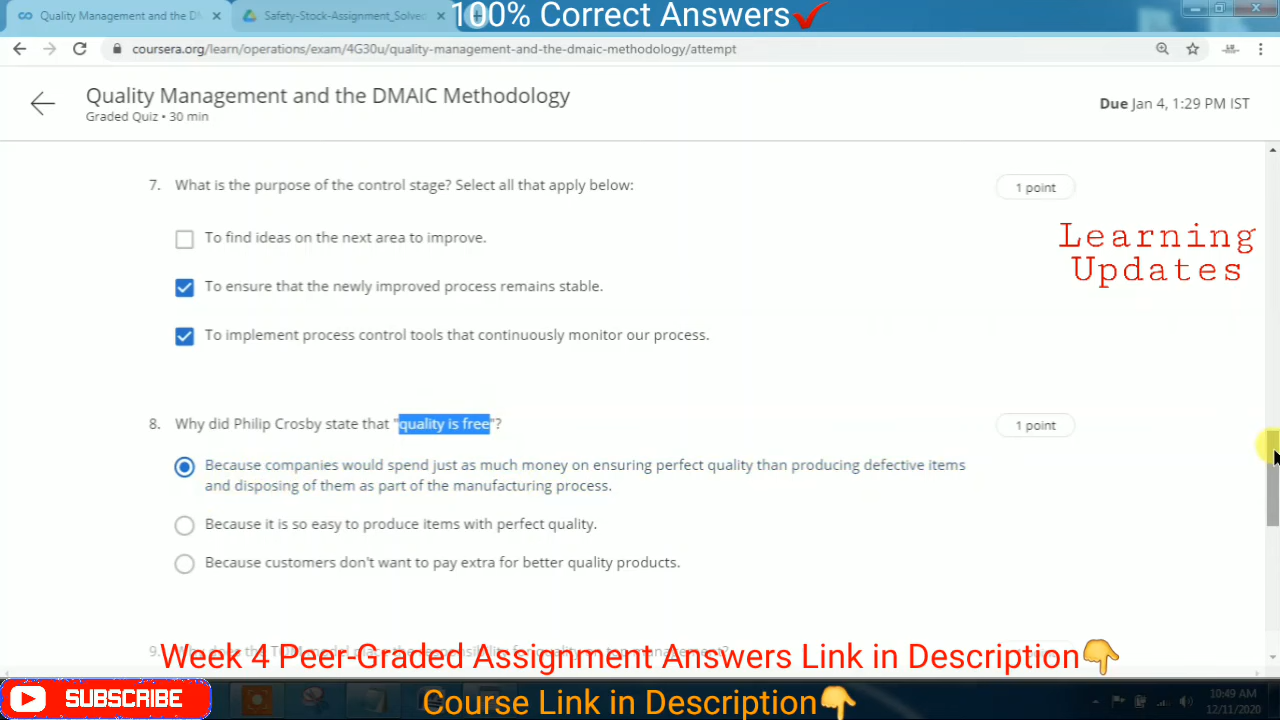 Quality Management and the D
Safety-Stock-Assignment_Solve
100% Correct Answers
coursera.org/learn/operations/exam/4G30u/quality-management-and-the-dmaic-methodology/attempt
Quality Management and the DMAIC Methodology
Graded Quiz • 30 min
Due Jan 4, 1:29 PM IST
7. What is the purpose of the control stage? Select all that apply below:
1 point
To find ideas on the next area to improve.
Learning
Updates
To ensure that the newly improved process remains stable.
To implement process control tools that continuously monitor our process.
8. Why did Philip Crosby state that "quality is free"?
1 point
Because companies would spend just as much money on ensuring perfect quality than producing defective items
and disposing of them as part of the manufacturing process.
Because it is so easy to produce items with perfect quality.
Because customers don't want to pay extra for better quality products.
9.
Week 4 Peer-Graded Assignment Answers Link in Description
SUBSCRIBE
Course Link in Description
10:49 AM
12/11/2020